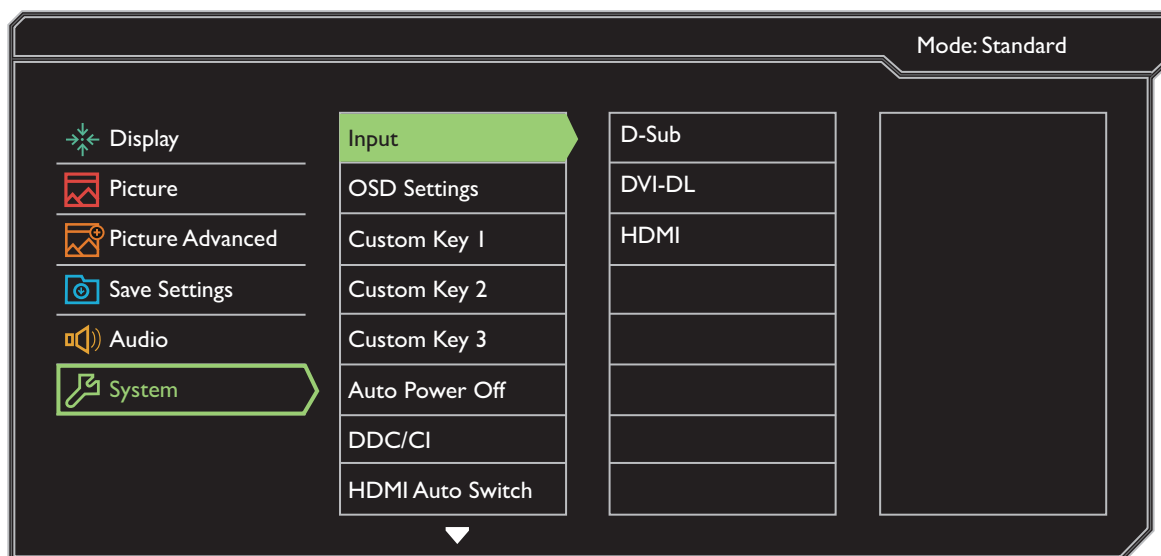 Mode: Standard
Display
Picture
Picture Advanced
Save Settings
Audio
System
Input
OSD Settings
Custom Key 1
Custom Key 2
Custom Key 3
Auto Power Off
DDC/CI
HDMI Auto Switch
D-Sub
DVI-DL
HDMI